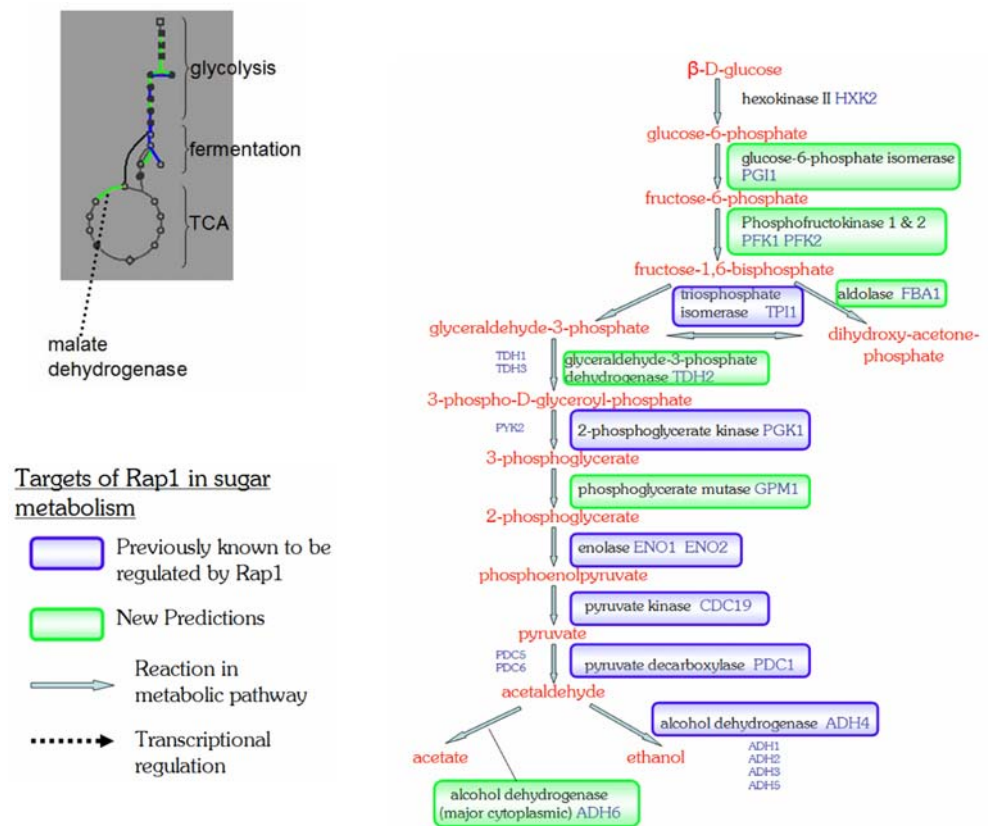 glycolysis
fermentation
TCA
malate
dehydrogenase
Targets of Rap1 in sugar
metabolism
Previously known to be
regulated by Rap1
New Predictions
Reaction in
metabolic pathway
Transcriptional
regulation
β-D-glucose
hexokinase II HXK2
glucose-6-phosphate
glucose-6-phosphate isomerase
PGI1
fructose-6-phosphate
Phosphofructokinase 1 & 2
PFK1 PFK2
fructose-1,6-bisphosphate
triosphosphate
isomerase TPI1
aldolase FBA1
glyceraldehyde-3-phosphate
dihydroxy-acetone-
phosphate
TDH1
TDH3
glyceraldehyde-3-phosphate
dehydrogenase TDH2
3-phospho-D-glyceroyl-phosphate
PYK2
2-phosphoglycerate kinase PGK1
3-phosphoglycerate
phosphoglycerate mutase GPM1
2-phosphoglycerate
enolase ENO1 ENO2
phosphoenolpyruvate
pyruvate kinase CDC19
pyruvate
PDC5
PDC6
pyruvate decarboxylase PDC1
acetaldehyde
alcohol dehydrogenase ADH4
acetate
ethanol
ADH1
ADH2
ADH3
ADH5
alcohol dehydrogenase
(major cytoplasmic) ADH6